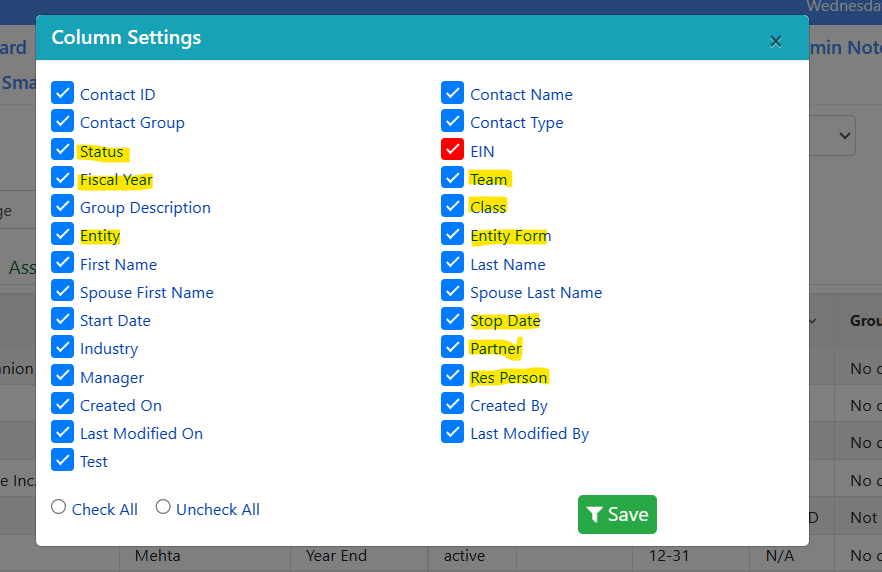 Wednesda
Column Settings
×
ard
min Note
Sma
Contact ID
Contact Name
Contact Group
Contact Type
Status
EIN
Fiscal Year
Team
ge
Group Description
Class
Entity
Entity Form
Ass
First Name
Last Name
Spouse First Name
Spouse Last Name
Start Date
Stop Date
Grou
Industry
Partner
nion
No c
Manager
Res Person
Created On
Created By
No c
Last Modified On
Last Modified By
No c
Test
e Inc.
No c
Check All
Uncheck All
Save
D
Not
Mehta
Year End
active
12-31
N/A
No c